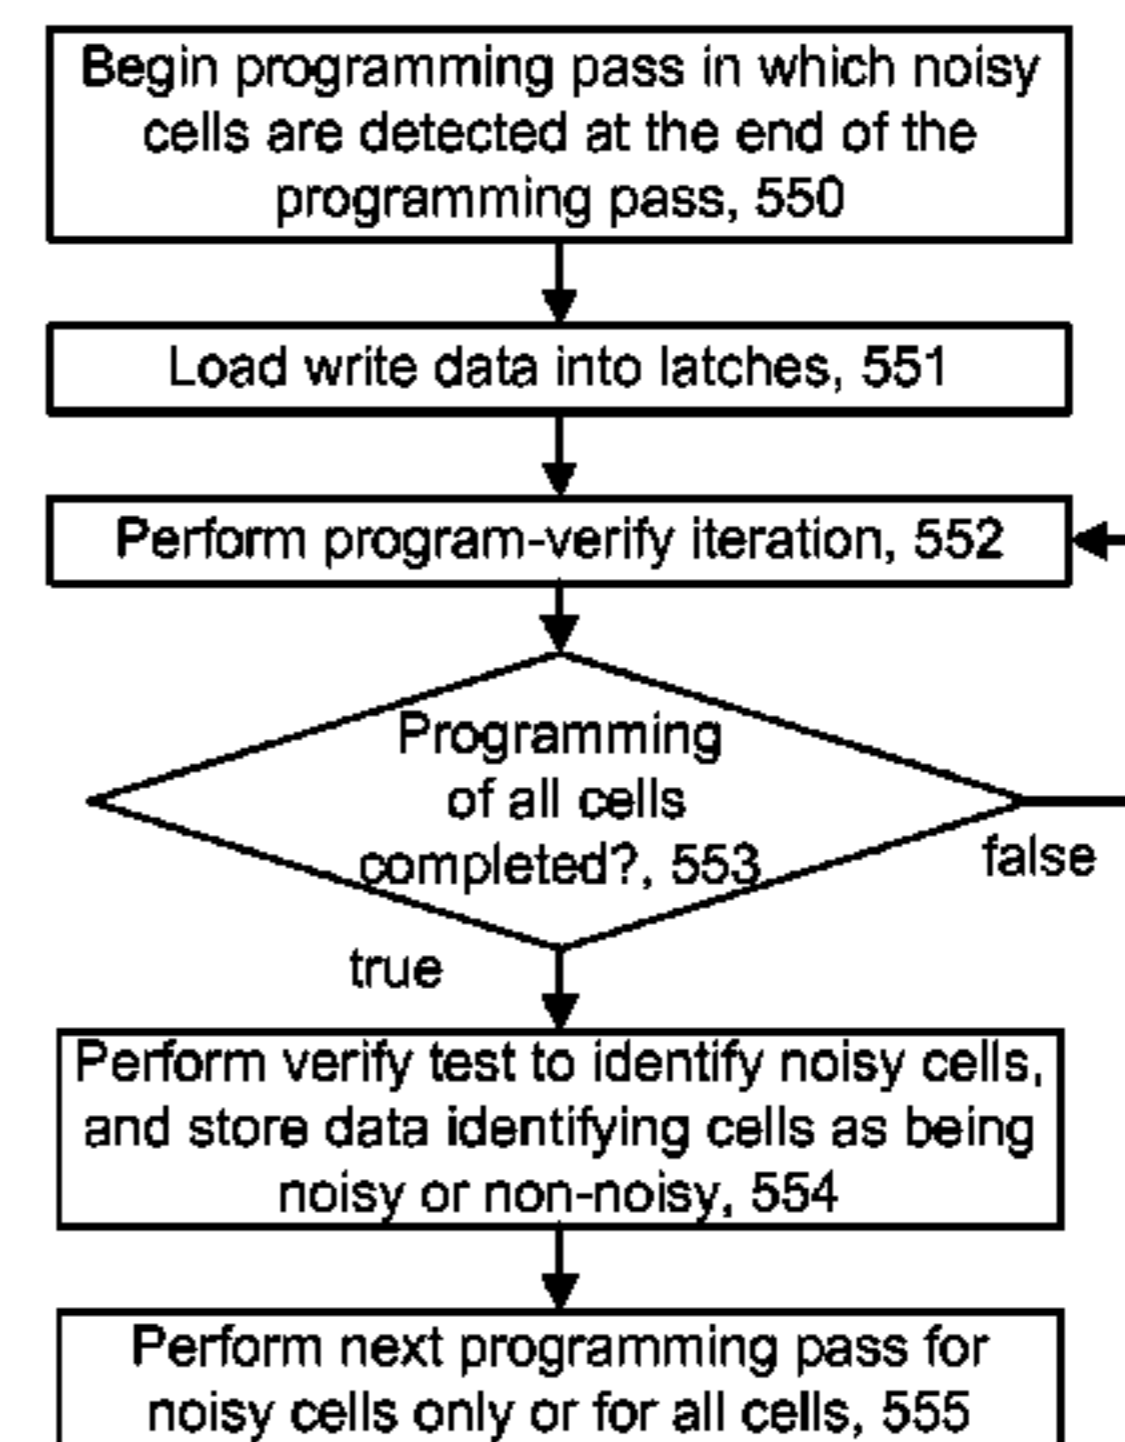 Begin programming pass in which noisy
cells are detected at the end of the
programming pass, 550
Load write data into latches, 551
Perform program-verify iteration, 552
Programming
of all cells
completed?, 553
false
true
Perform verify test to identify noisy cells,
and store data identifying cells as being
noisy or non-noisy, 554
Perform next programming pass for
noisy cells only or for all cells, 555